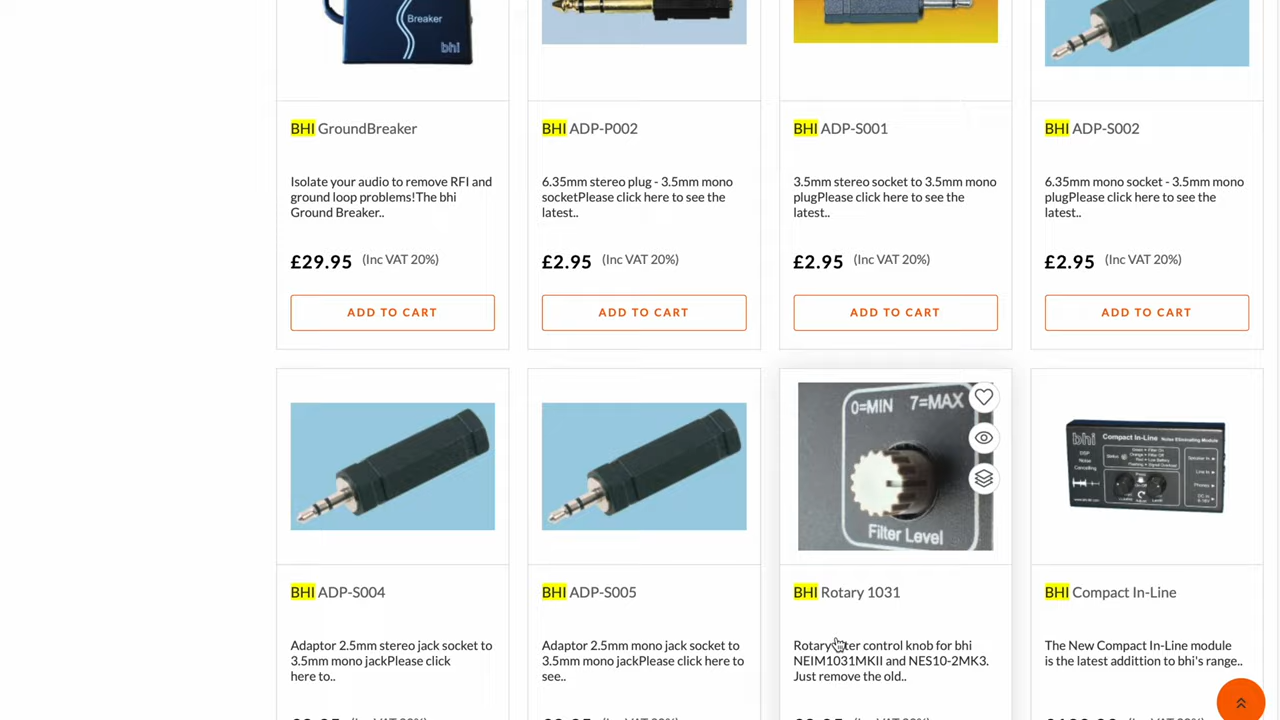 Breaker
bhi
BHI GroundBreaker
Isolate your audio to remove RFI and
ground loop problems!The bhi
Ground Breaker..
£29.95 (Inc VAT 20%)
ADD TO CART
BHI ADP-P002
6.35mm stereo plug - 3.5mm mono
socketPlease click here to see the
latest..
£2.95 (Inc VAT 20%)
ADD TO CART
BHI ADP-S001
3.5mm stereo socket to 3.5mm mono
plugPlease click here to see the
latest..
£2.95 (Inc VAT 20%)
ADD TO CART
BHI ADP-S002
6.35mm mono socket - 3.5mm mono
plugPlease click here to see the
latest..
£2.95 (Inc VAT 20%)
ADD TO CART
BHI ADP-S004
Adaptor 2.5mm stereo jack socket to
3.5mm mono jackPlease click
here to..
BHI ADP-S005
Adaptor 2.5mm mono jack socket to
3.5mm mono jackPlease click here to
see..
0=MIN 7=MAX
Filter Level
BHI Rotary 1031
Rotary control knob for bhi
NEIM1031MKII and NES10-2MK3.
Just remove the old..
bhi Compact In-Line Noise Eliminating Module
DSP
Noise
Cancelling
BHI Compact In-Line
The New Compact In-Line module
is the latest addittion to bhi's range..